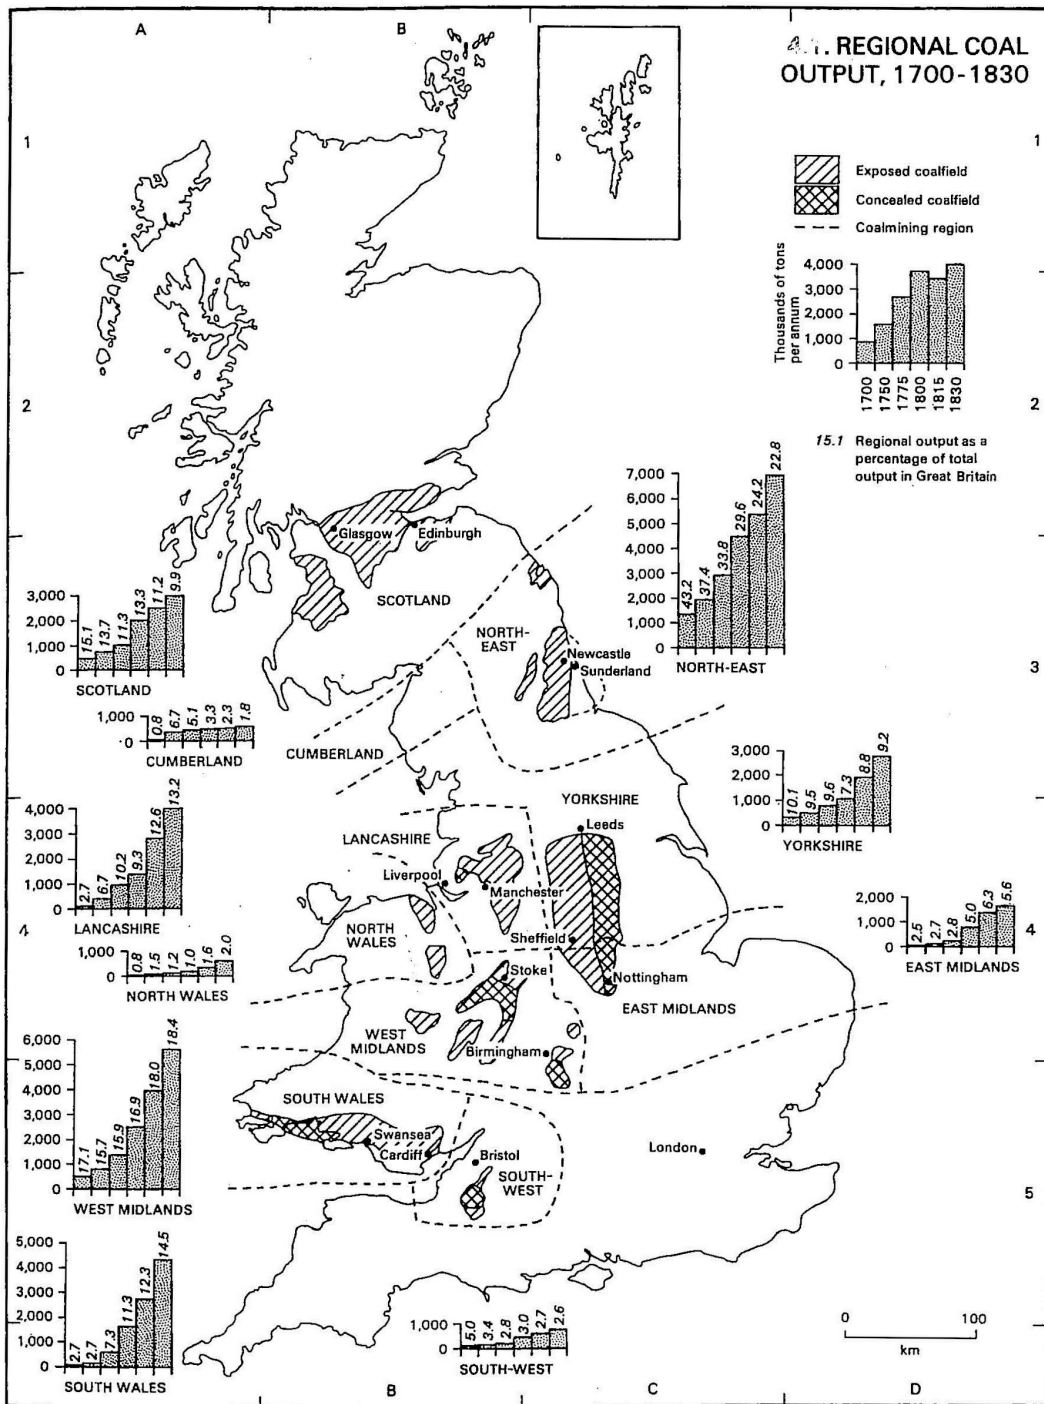 A
B
4.1. REGIONAL COAL
OUTPUT, 1700-1830
1
1
Exposed coalfield
Concealed coalfield
Coalmining region
Thousands of tons
per annum
4,000
3,000
2,000
1,000
0
1700
1750
1775
1800
1815
1830
2
2
15.1 Regional output as a
percentage of total
output in Great Britain
7,000
6,000
5,000
4,000
3,000
2,000
1,000
0
43.2
37.4
33.8
29.6
24.2
22.8
NORTH-EAST
Glasgow
Edinburgh
SCOTLAND
3,000
2,000
1,000
0
15.1
13.7
11.3
13.3
11.2
9.9
SCOTLAND
NORTH-
EAST
Newcastle
Sunderland
3
1,000
0
0.8
6.7
5.1
3.3
2.3
1.8
CUMBERLAND
CUMBERLAND
3,000
2,000
1,000
0
10.1
9.5
9.6
7.3
8.8
9.2
YORKSHIRE
YORKSHIRE
Leeds
4,000
3,000
2,000
1,000
0
2.7
6.7
10.2
9.3
12.6
13.2
LANCASHIRE
LANCASHIRE
Liverpool
Manchester
4
4
NORTH
WALES
Sheffield
2,000
1,000
0
2.5
2.7
2.8
5.0
6.3
5.6
EAST MIDLANDS
1,000
0
0.8
1.5
1.2
1.0
1.6
2.0
NORTH WALES
Stoke
Nottingham
EAST MIDLANDS
WEST
MIDLANDS
Birmingham
6,000
5,000
4,000
3,000
2,000
1,000
0
17.1
15.7
15.9
16.9
18.0
18.4
WEST MIDLANDS
SOUTH WALES
Swansea
Cardiff
Bristol
London
SOUTH-
WEST
5
5,000
4,000
3,000
2,000
1,000
0
2.7
2.7
7.3
11.3
12.3
14.5
SOUTH WALES
1,000
0
5.0
3.4
2.8
3.0
2.7
2.6
SOUTH-WEST
0 100
km
B
C
D